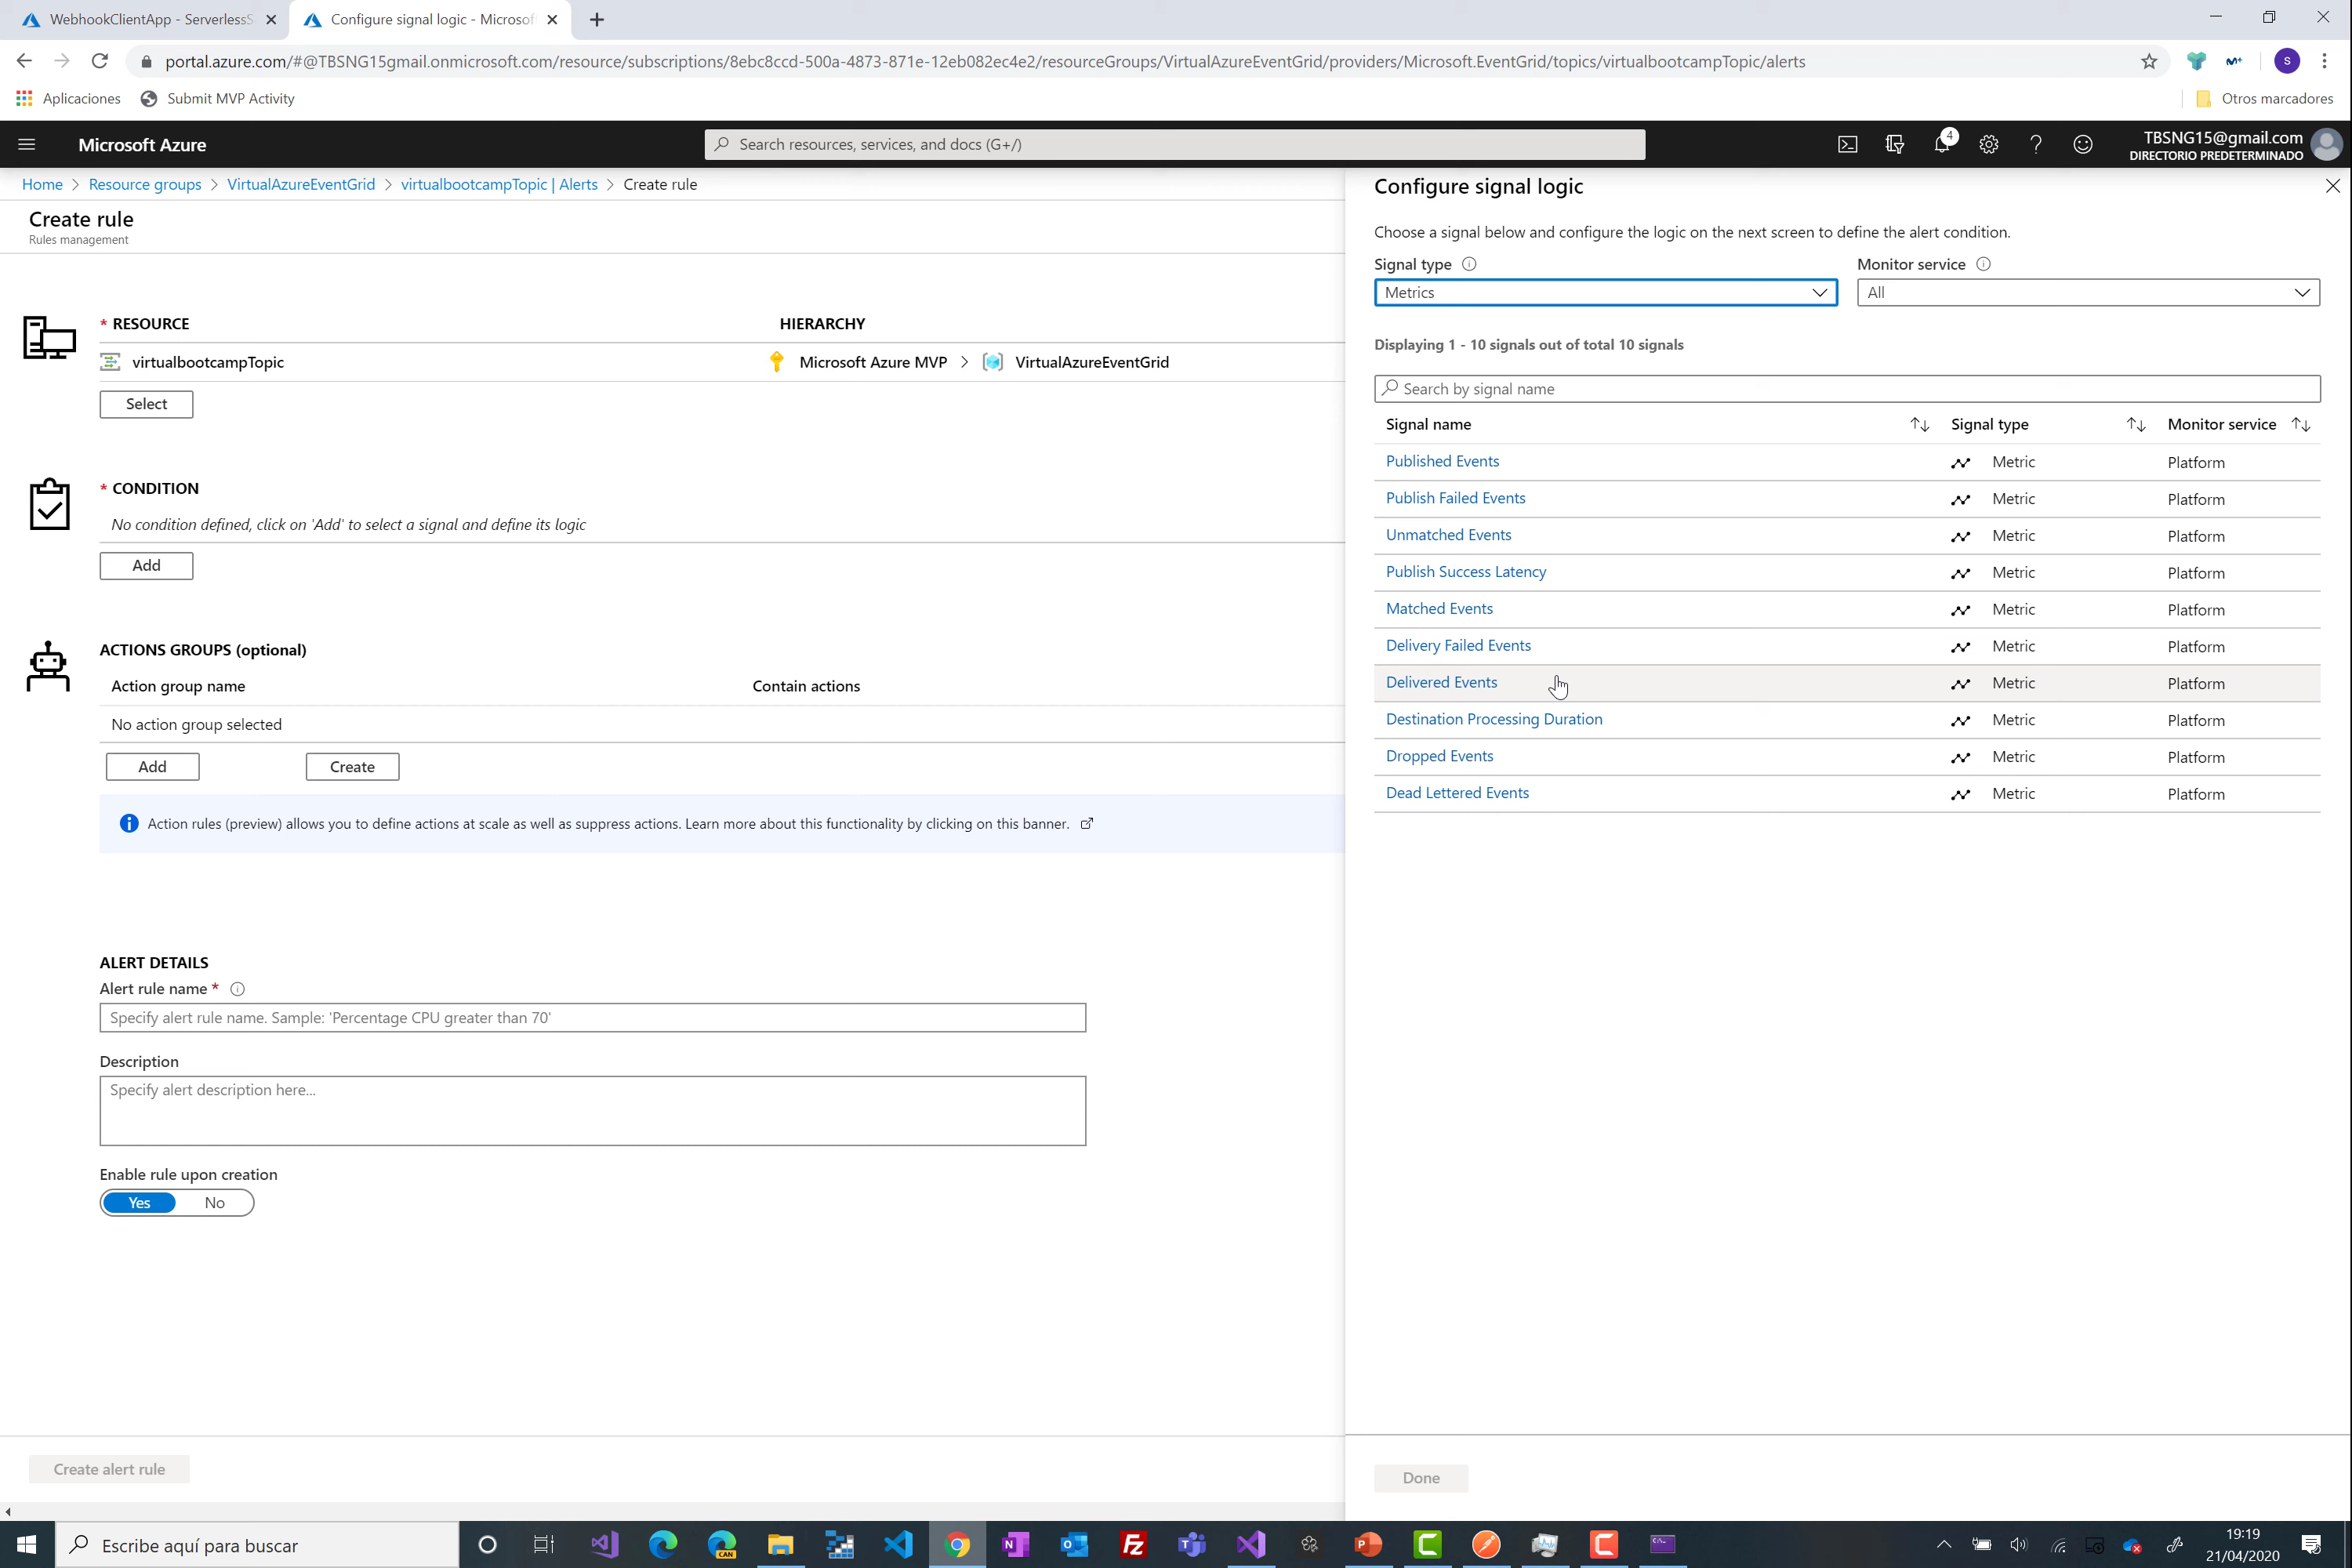 WebhookClientApp - ServerlessS
Configure signal logic - Microsof
portal.azure.com/#@TBSNG15gmail.onmicrosoft.com/resource/subscriptions/8ebc8ccd-500a-4873-871e-12eb082ec4e2/resourceGroups/VirtualAzureEventGrid/providers/Microsoft.EventGrid/topics/virtualbootcampTopic/alerts
S
Aplicaciones
Submit MVP Activity
Otros marcadores
Microsoft Azure
Search resources, services, and docs (G+/)
4
TBSNG15@gmail.com
DIRECTORIO PREDETERMINADO
Home > Resource groups > VirtualAzureEventGrid > virtualbootcampTopic | Alerts > Create rule
Create rule
Rules management
* RESOURCE
HIERARCHY
virtualbootcampTopic
Microsoft Azure MVP > VirtualAzureEventGrid
Select
* CONDITION
No condition defined, click on 'Add' to select a signal and define its logic
Add
ACTIONS GROUPS (optional)
Action group name
Contain actions
No action group selected
Add
Create
Action rules (preview) allows you to define actions at scale as well as suppress actions. Learn more about this functionality by clicking on this banner.
ALERT DETAILS
Alert rule name *
Specify alert rule name. Sample: 'Percentage CPU greater than 70'
Description
Specify alert description here...
Enable rule upon creation
Yes No
Create alert rule
Configure signal logic
Choose a signal below and configure the logic on the next screen to define the alert condition.
Signal type
Monitor service
Metrics
All
Displaying 1 - 10 signals out of total 10 signals
Search by signal name
Signal name Signal type Monitor service
Published Events Metric Platform
Publish Failed Events Metric Platform
Unmatched Events Metric Platform
Publish Success Latency Metric Platform
Matched Events Metric Platform
Delivery Failed Events Metric Platform
Delivered Events Metric Platform
Destination Processing Duration Metric Platform
Dropped Events Metric Platform
Dead Lettered Events Metric Platform
Done
Escribe aquí para buscar
CAN
19:19
21/04/2020